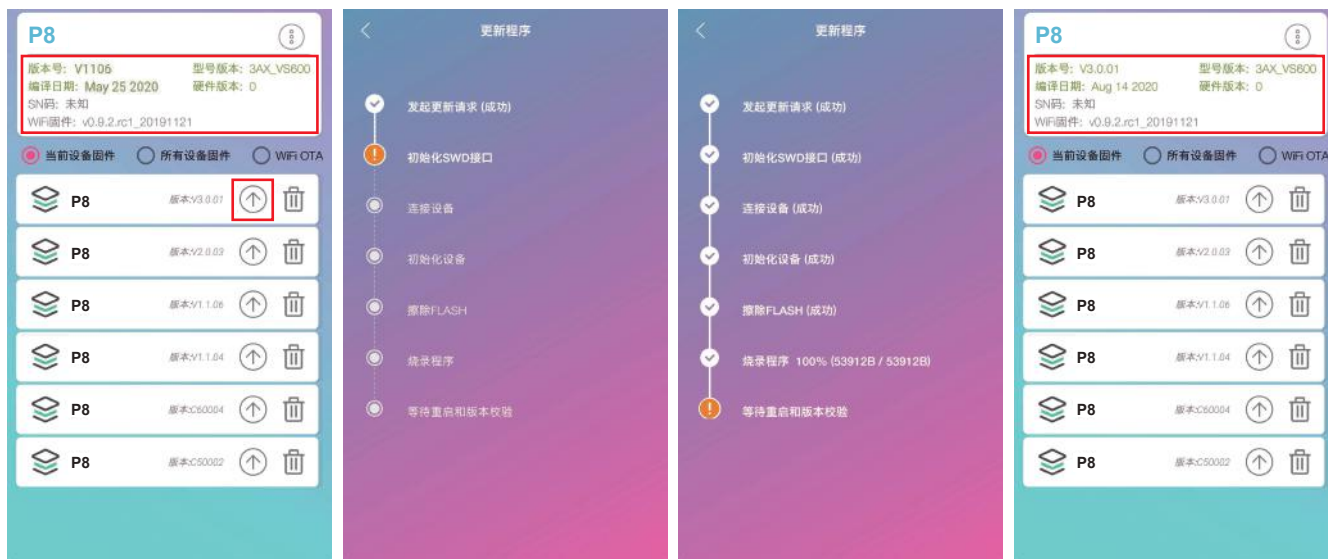 P8
版本号: V1106 型号版本: 3AX_VS600
编译日期: May 25 2020 硬件版本: 0
SN码: 未知
WiFi固件: v0.9.2.rc1_20191121
当前设备固件 所有设备固件 WiFi OTA
P8 版本:V3.0.01
P8 版本:V2.0.03
P8 版本:V1.1.06
P8 版本:V1.1.04
P8 版本:C60004
P8 版本:C50002
更新程序
发起更新请求 (成功)
初始化SWD接口
连接设备
初始化设备
擦除FLASH
烧录程序
等待重启和版本校验
更新程序
发起更新请求 (成功)
初始化SWD接口 (成功)
连接设备 (成功)
初始化设备 (成功)
擦除FLASH (成功)
烧录程序 100% (53912B / 53912B)
等待重启和版本校验
P8
版本号: V3.0.01 型号版本: 3AX_VS600
编译日期: Aug 14 2020 硬件版本: 0
SN码: 未知
WiFi固件: v0.9.2.rc1_20191121
当前设备固件 所有设备固件 WiFi OTA
P8 版本:V3.0.01
P8 版本:V2.0.03
P8 版本:V1.1.06
P8 版本:V1.1.04
P8 版本:C60004
P8 版本:C50002